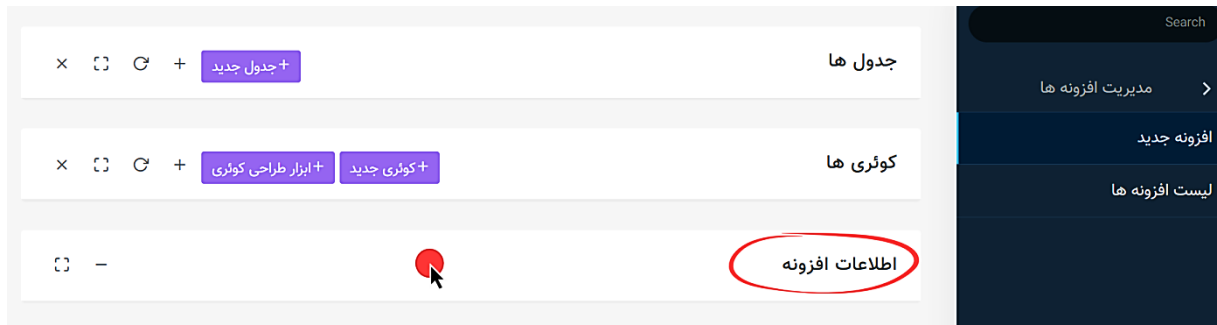 Search
مدیریت افزونه ها
افزونه جدید
لیست افزونه ها
جدول ها
+جدول جدید
کوئری ها
+کوئری جدید
+ابزار طراحی کوئری
اطلاعات افزونه